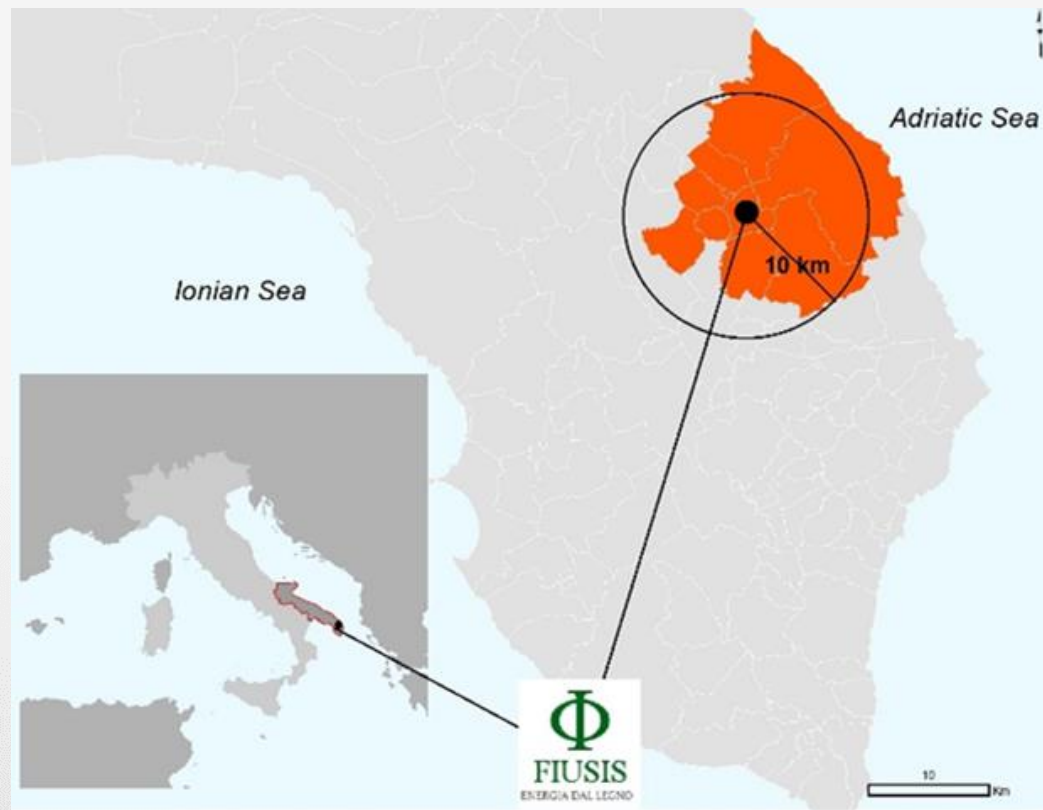 Adriatic Sea
10 km
Ionian Sea
Φ
FIUSIS
ENERGIA DAL LEGNO
10
Km